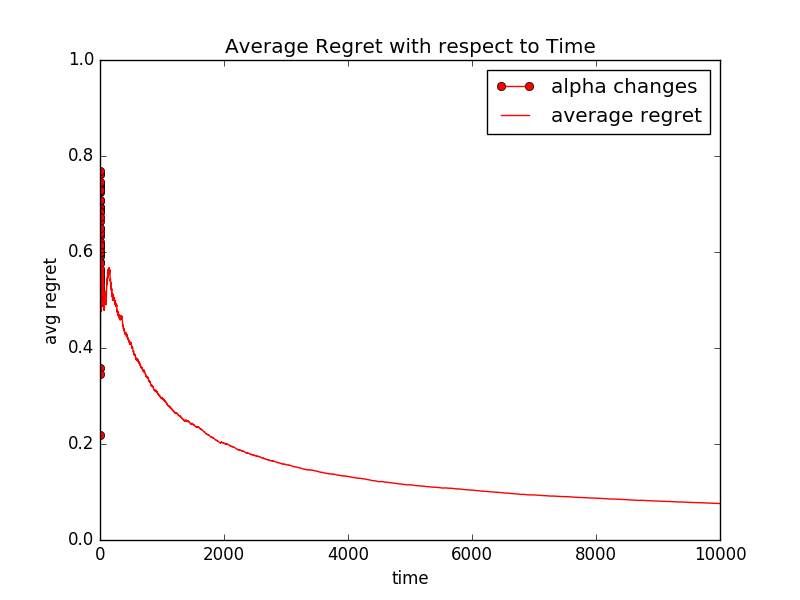 Average Regret with respect to Time
alpha changes
average regret
1.0
0.8
0.6
0.4
0.2
0.0
avg regret
0 2000 4000 6000 8000 10000
time